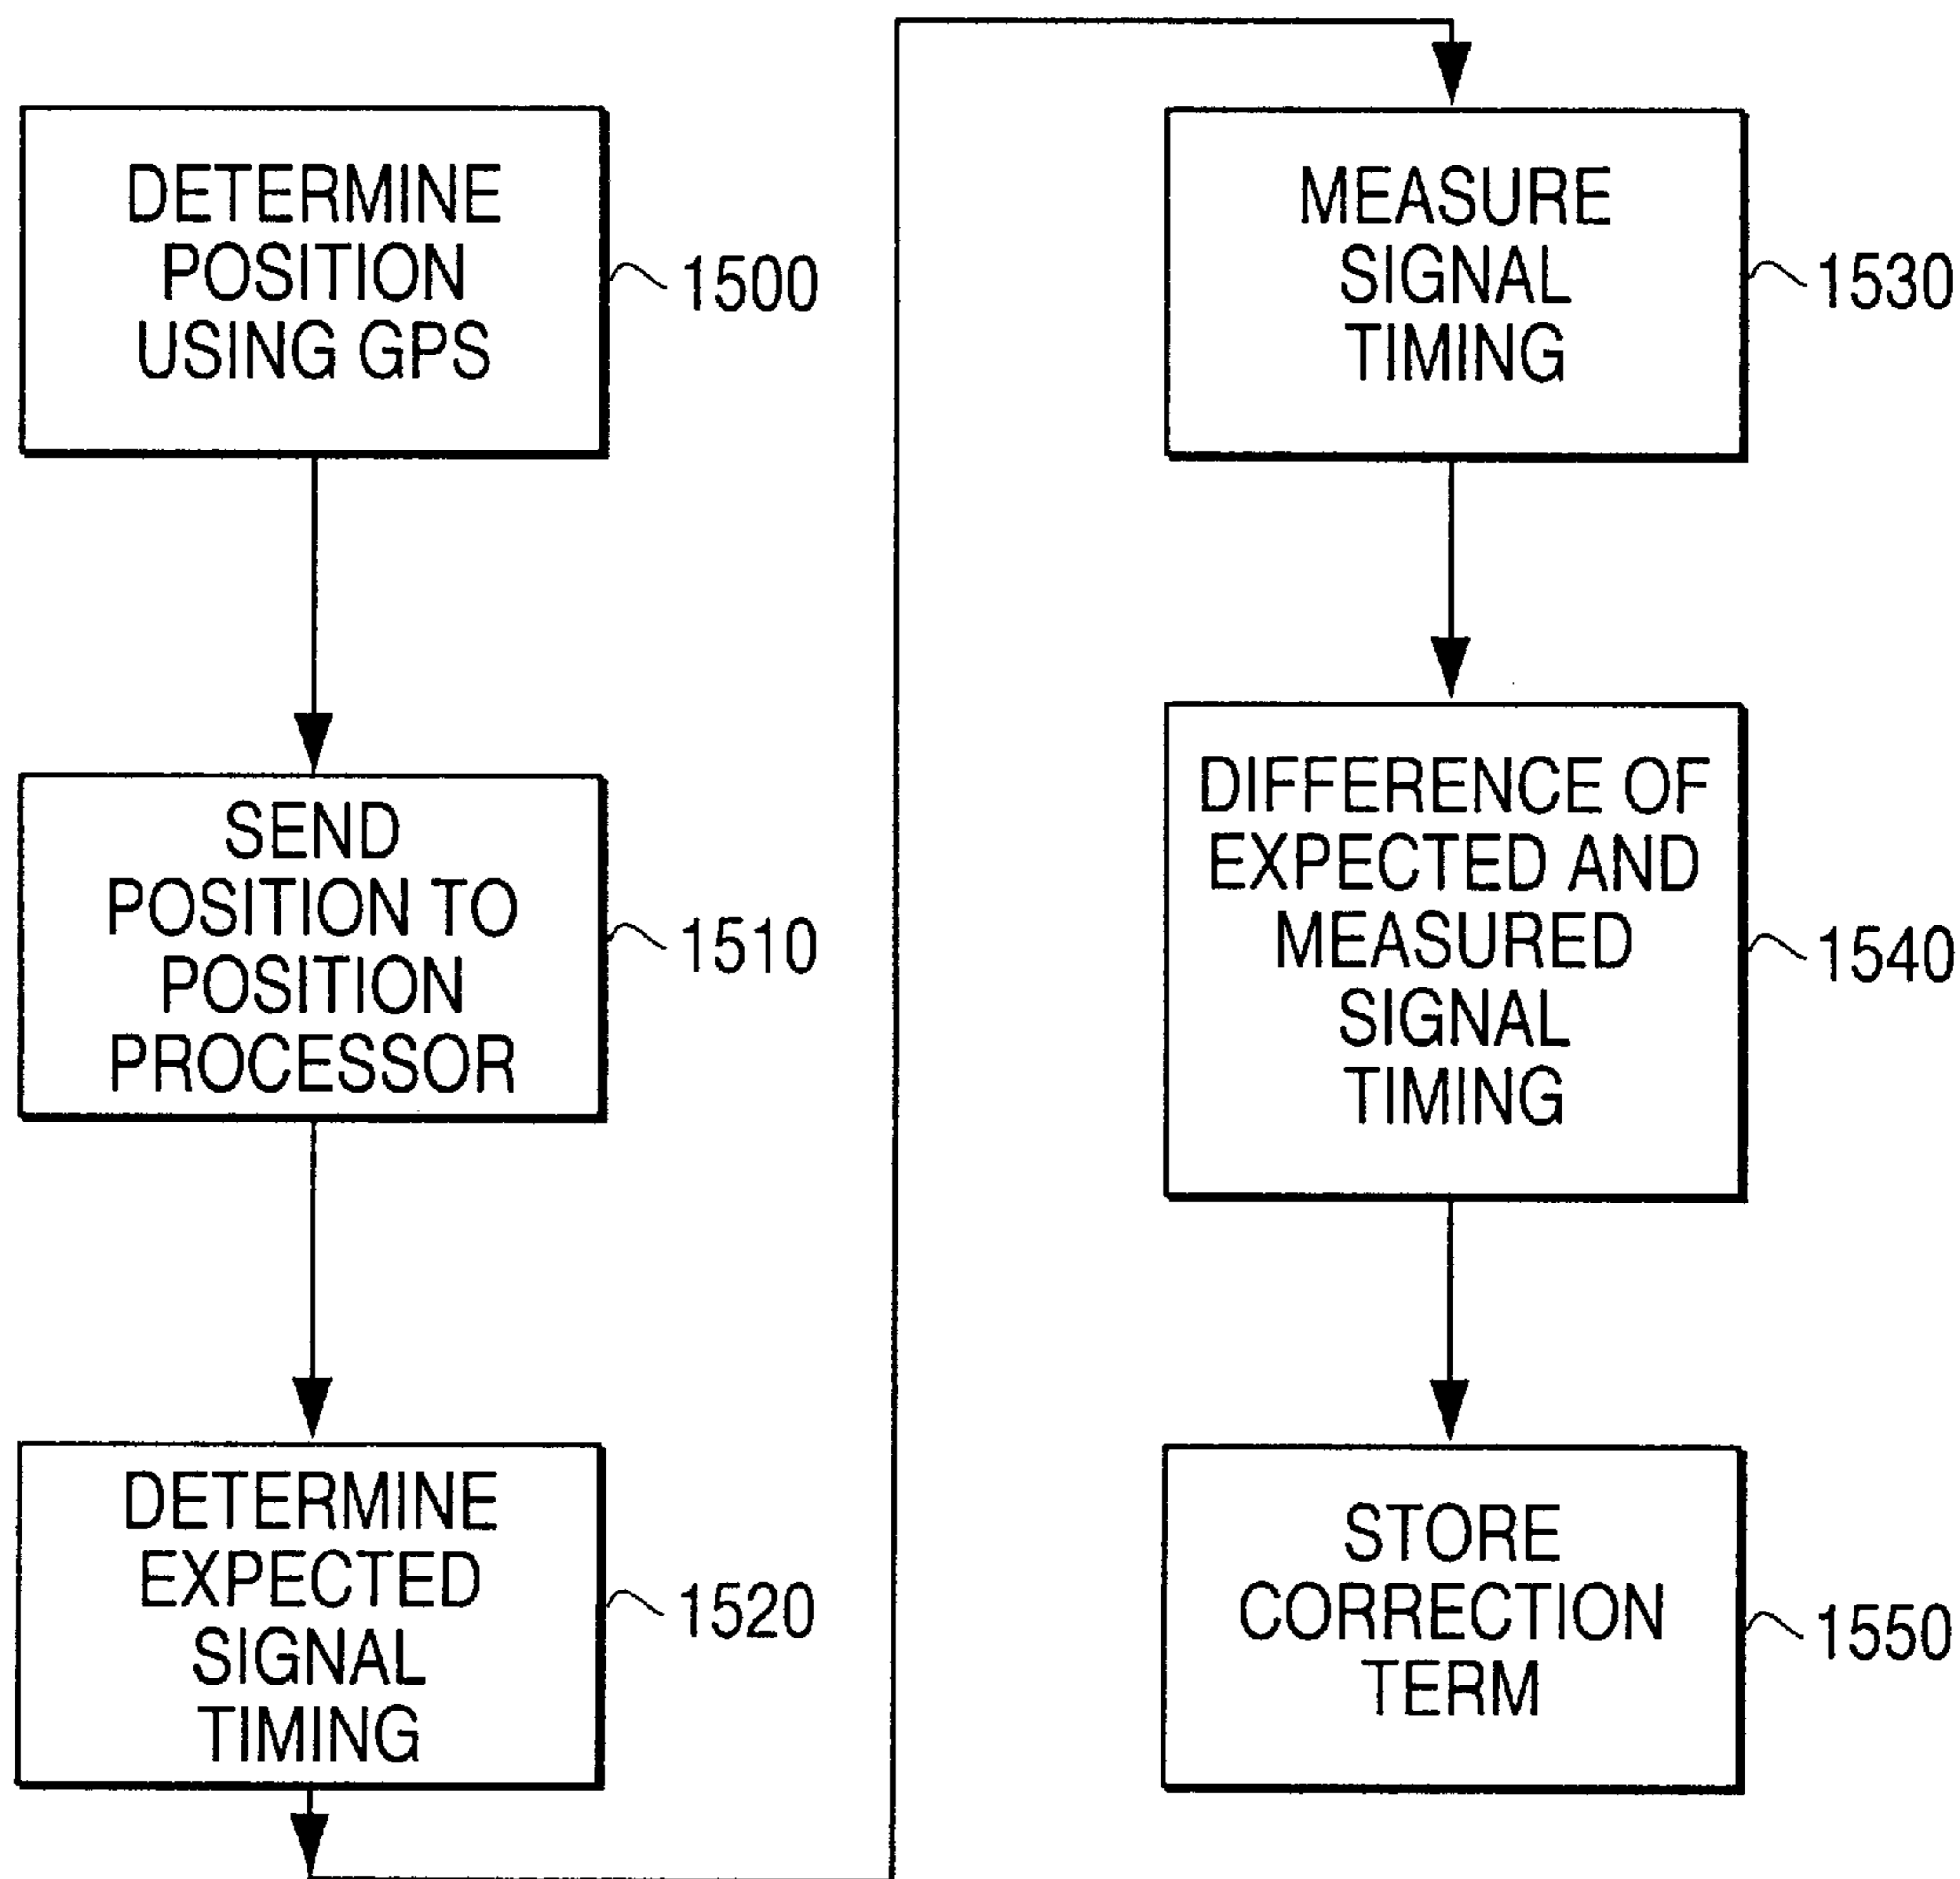 DETERMINE
POSITION
USING GPS
1500
SEND
POSITION TO
POSITION
PROCESSOR
1510
DETERMINE
EXPECTED
SIGNAL
TIMING
1520
MEASURE
SIGNAL
TIMING
1530
DIFFERENCE OF
EXPECTED AND
MEASURED
SIGNAL
TIMING
1540
STORE
CORRECTION
TERM
1550